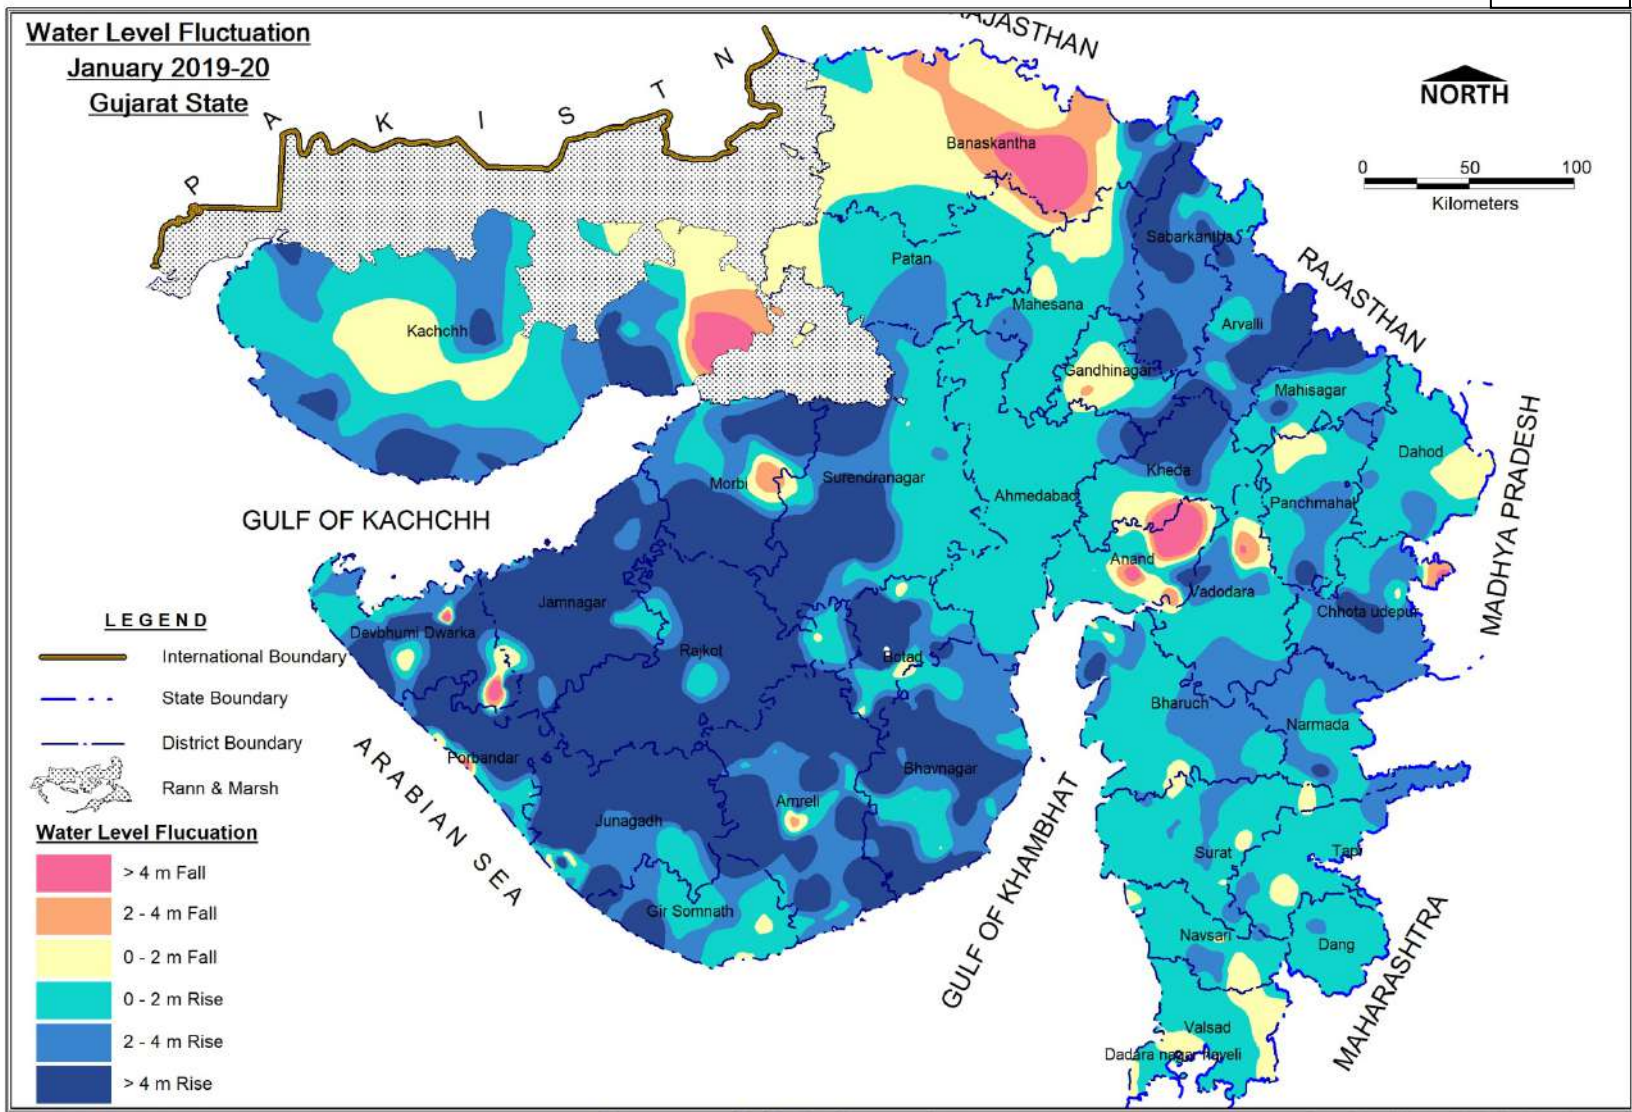 Water Level Fluctuation
January 2019-20
Gujarat State
RAJASTHAN
P A K I S T N
NORTH
0 50 100
Kilometers
Banaskantha
Sabarkantha
Patan
RAJASTHAN
Mahesana
Kachchh
Arvalli
Gandhinagar
Mahisagar
Dahod
Kheda
Morbi
Surendranagar
Ahmedabad
Panchmahal
MADHYA PRADESH
GULF OF KACHCHH
Anand
Vadodara
Jamnagar
Chhota udepur
Devbhumi Dwarka
Rajkot
Botad
Bharuch
Narmada
Porbandar
Bhavnagar
ARABIAN SEA
Amreli
Junagadh
GULF OF KHAMBHAT
Surat
Tapi
Gir Somnath
Navsari
Dang
MAHARASHTRA
Valsad
Dadara nagar haveli
LEGEND
International Boundary
State Boundary
District Boundary
Rann & Marsh
Water Level Flucuation
> 4 m Fall
2 - 4 m Fall
0 - 2 m Fall
0 - 2 m Rise
2 - 4 m Rise
> 4 m Rise